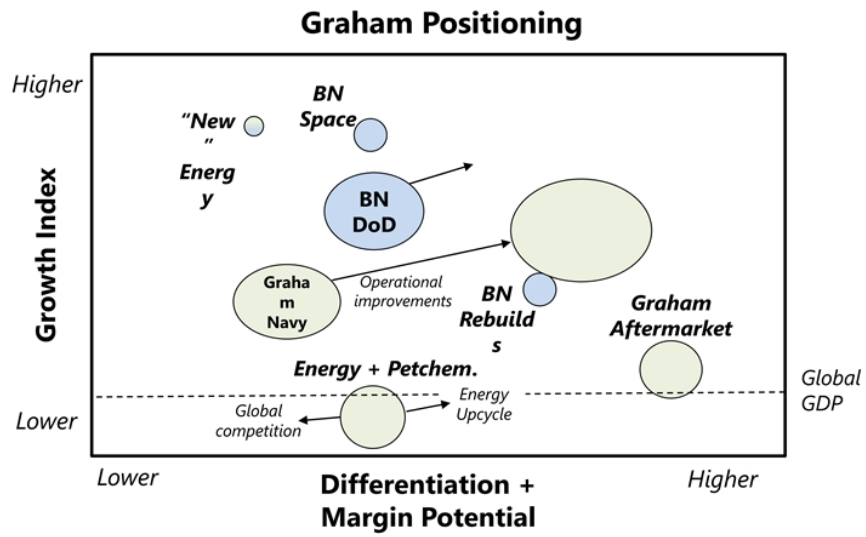 Graham Positioning
Higher
BN
Space
“New
”
Energ
y
BN
DoD
Growth Index
Graha
m
Navy
Operational
improvements
BN
Rebuild
s
Graham
Aftermarket
Energy + Petchem.
Energy
Upcycle
Global
competition
Global
GDP
Lower
Lower
Differentiation +
Margin Potential
Higher